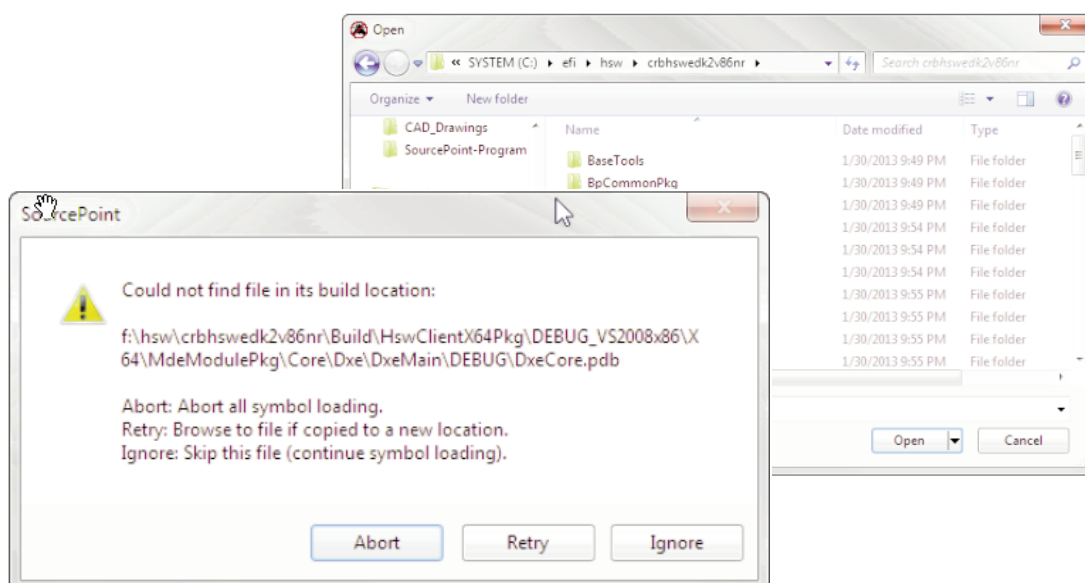 Open
« SYSTEM (C:) ▸ efi ▸ hsw ▸ crbhswedk2v86nr ▸
Search crbhswedk2v86nr
Organize
New folder
CAD_Drawings
SourcePoint-Program
Name
Date modified
Type
BaseTools
1/30/2013 9:49 PM
File folder
BpCommonPkg
1/30/2013 9:49 PM
File folder
1/30/2013 9:49 PM
File folder
1/30/2013 9:54 PM
File folder
1/30/2013 9:54 PM
File folder
1/30/2013 9:54 PM
File folder
1/30/2013 9:55 PM
File folder
1/30/2013 9:55 PM
File folder
1/30/2013 9:55 PM
File folder
1/30/2013 9:55 PM
File folder
Open
Cancel
SourcePoint
Could not find file in its build location:
f:\hsw\crbhswedk2v86nr\Build\HswClientX64Pkg\DEBUG_VS2008x86\X
64\MdeModulePkg\Core\Dxe\DxeMain\DEBUG\DxeCore.pdb
Abort: Abort all symbol loading.
Retry: Browse to file if copied to a new location.
Ignore: Skip this file (continue symbol loading).
Abort
Retry
Ignore